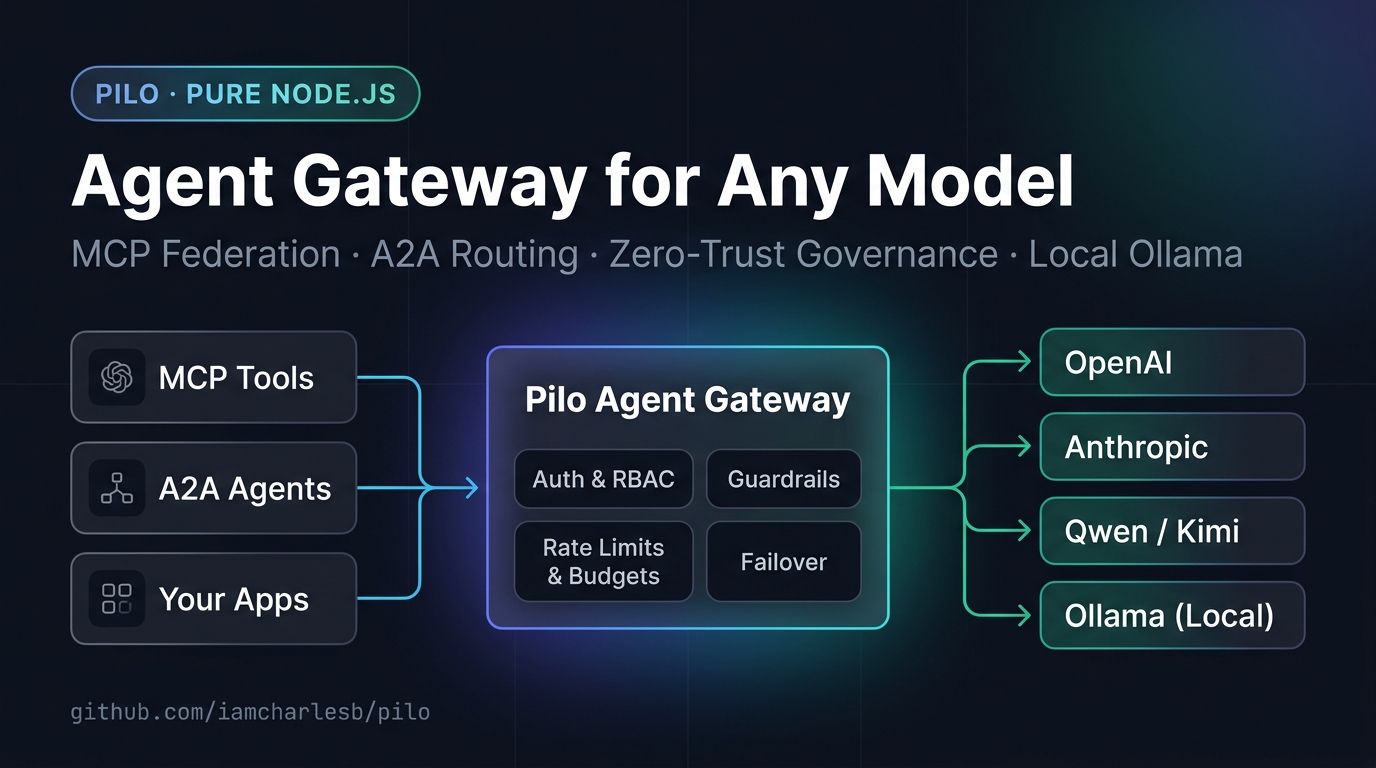 PILO · PURE NODE.JS
Agent Gateway for Any Model
MCP Federation · A2A Routing · Zero-Trust Governance · Local Ollama
MCP Tools
A2A Agents
Your Apps
Pilo Agent Gateway
Auth & RBAC
Guardrails
Rate Limits
& Budgets
Failover
OpenAI
Anthropic
Qwen / Kimi
Ollama (Local)
github.com/iamcharlesb/pilo